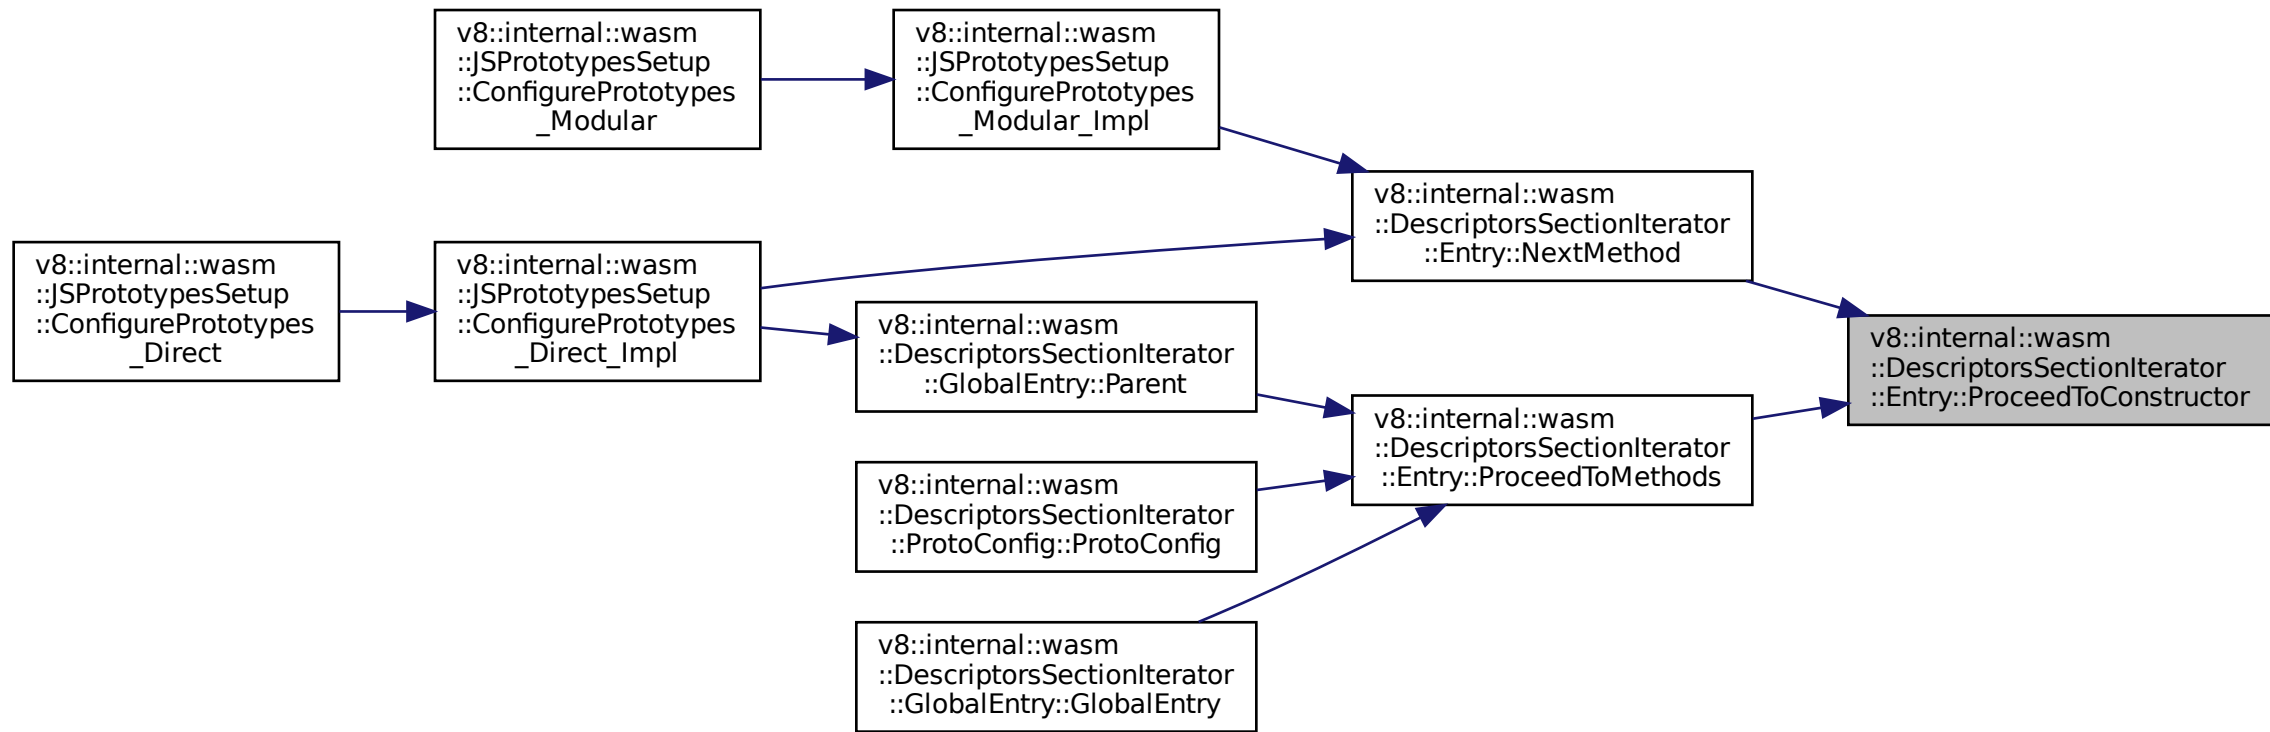 v8::internal::wasm
::JSPrototypesSetup
::ConfigurePrototypes
_Modular
v8::internal::wasm
::JSPrototypesSetup
::ConfigurePrototypes
_Modular_Impl
v8::internal::wasm
::DescriptorsSectionIterator
::Entry::NextMethod
v8::internal::wasm
::JSPrototypesSetup
::ConfigurePrototypes
_Direct
v8::internal::wasm
::JSPrototypesSetup
::ConfigurePrototypes
_Direct_Impl
v8::internal::wasm
::DescriptorsSectionIterator
::GlobalEntry::Parent
v8::internal::wasm
::DescriptorsSectionIterator
::Entry::ProceedToConstructor
v8::internal::wasm
::DescriptorsSectionIterator
::Entry::ProceedToMethods
v8::internal::wasm
::DescriptorsSectionIterator
::ProtoConfig::ProtoConfig
v8::internal::wasm
::DescriptorsSectionIterator
::GlobalEntry::GlobalEntry